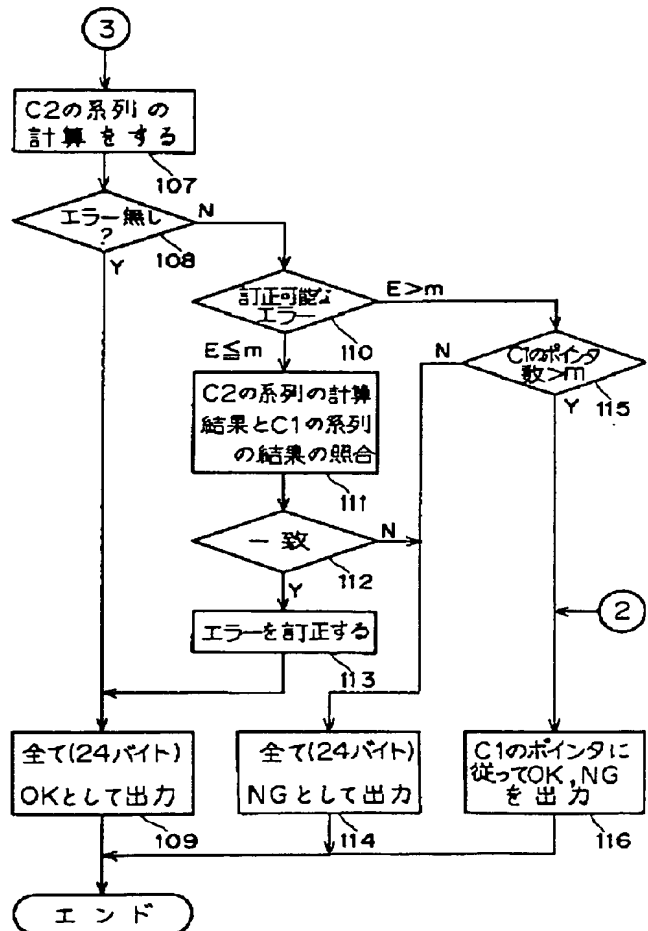 3
C2の系列の
計算をする
107
エラー無し
?
N
108
Y
訂正可能な
エラー
E>m
110
E≦m
C1のポインタ
数>m
N
115
Y
C2の系列の計算
結果とC1の系列
の結果の照合
111
一致
N
112
Y
エラーを訂正する
113
2
全て(24バイト)
OKとして出力
109
全て(24バイト)
NGとして出力
114
C1のポインタに
従ってOK,NG
を出力
116
エンド